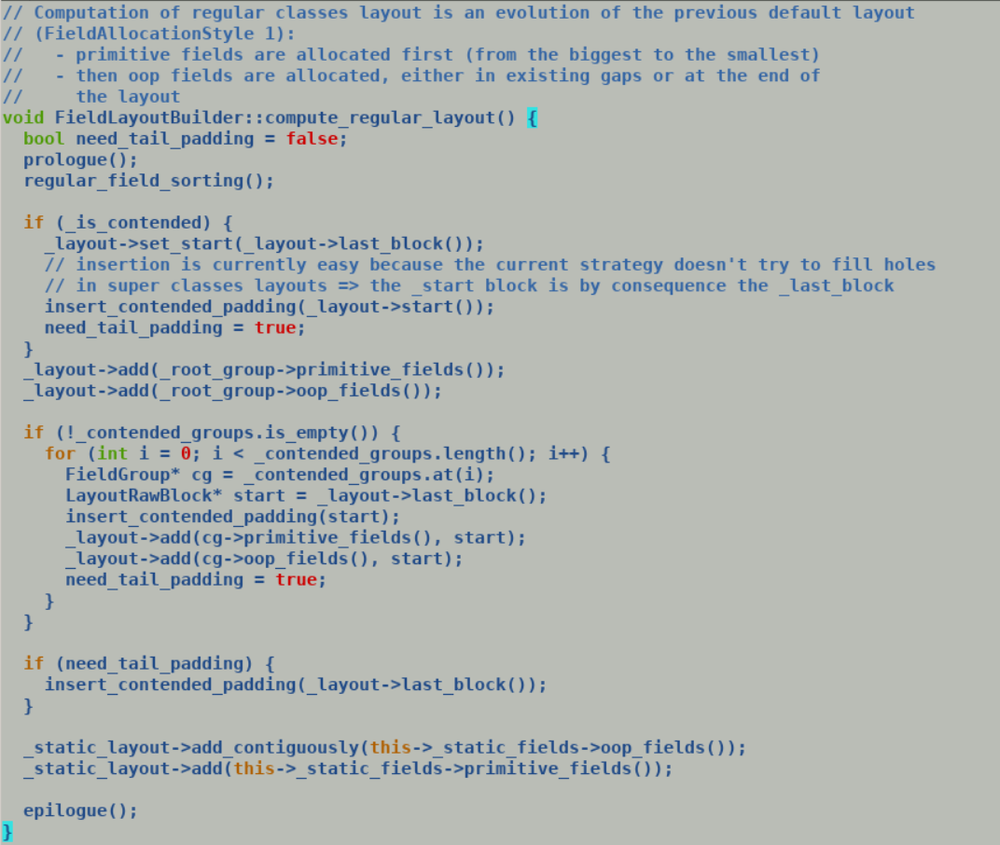 // Computation of regular classes layout is an evolution of the previous default layout
// (FieldAllocationStyle 1):
//   - primitive fields are allocated first (from the biggest to the smallest)
//   - then oop fields are allocated, either in existing gaps or at the end of
//     the layout
void FieldLayoutBuilder::compute_regular_layout() {
  bool need_tail_padding = false;
  prologue();
  regular_field_sorting();

  if (_is_contended) {
    _layout->set_start(_layout->last_block());
    // insertion is currently easy because the current strategy doesn't try to fill holes
    // in super classes layouts => the _start block is by consequence the _last_block
    insert_contended_padding(_layout->start());
    need_tail_padding = true;
  }
  _layout->add(_root_group->primitive_fields());
  _layout->add(_root_group->oop_fields());

  if (!_contended_groups.is_empty()) {
    for (int i = 0; i < _contended_groups.length(); i++) {
      FieldGroup* cg = _contended_groups.at(i);
      LayoutRawBlock* start = _layout->last_block();
      insert_contended_padding(start);
      _layout->add(cg->primitive_fields(), start);
      _layout->add(cg->oop_fields(), start);
      need_tail_padding = true;
    }
  }

  if (need_tail_padding) {
    insert_contended_padding(_layout->last_block());
  }

  _static_layout->add_contiguously(this->_static_fields->oop_fields());
  _static_layout->add(this->_static_fields->primitive_fields());

  epilogue();
}